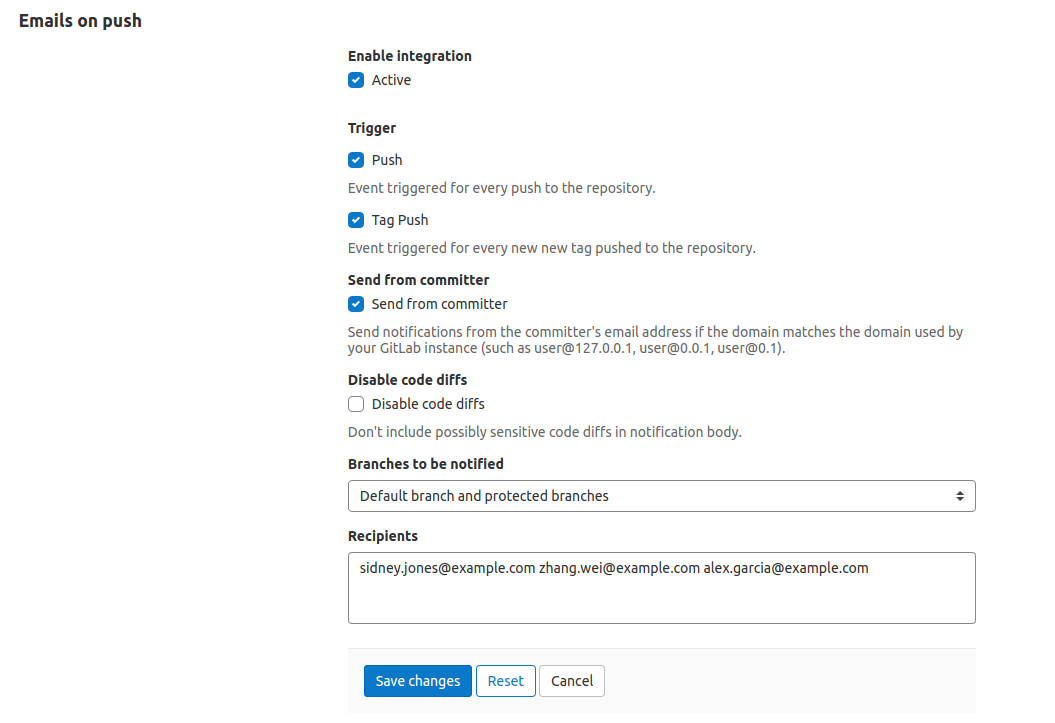 Emails on push
Enable integration
Active
Trigger
Push
Event triggered for every push to the repository.
Tag Push
Event triggered for every new new tag pushed to the repository.
Send from committer
Send from committer
Send notifications from the committer's email address if the domain matches the domain used by
your GitLab instance (such as user@127.0.0.1, user@0.0.1, user@0.1).
Disable code diffs
Disable code diffs
Don't include possibly sensitive code diffs in notification body.
Branches to be notified
Default branch and protected branches
Recipients
sidney.jones@example.com zhang.wei@example.com alex.garcia@example.com
Save changes
Reset
Cancel